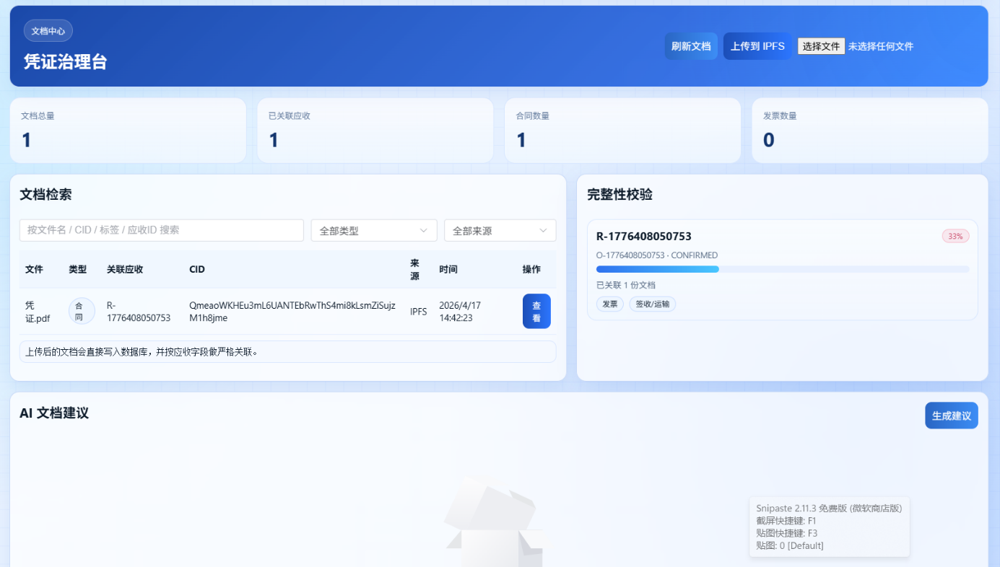 文档中心
凭证治理台
刷新文档
上传到 IPFS
选择文件 未选择任何文件
文档总量
1
已关联应收
1
合同数量
1
发票数量
0
文档检索
按文件名 / CID / 标签 / 应收ID 搜索
全部类型
全部来源
文件
类型
关联应收
CID
来
源
时间
操作
凭
证.pdf
合
同
R-
1776408050753
QmeaoWKHEu3mL6UANTEbRwThS4mi8kLsmZiSujz
M1h8jme
IPFS
2026/4/17
14:42:23
查
看
上传后的文档会直接写入数据库，并按应收字段做严格关联。
完整性校验
R-1776408050753
33%
O-1776408050753 · CONFIRMED
已关联 1 份文档
发票
签收/运输
AI 文档建议
生成建议
Snipaste 2.11.3 免费版 (微软商店版)
截屏快捷键: F1
贴图快捷键: F3
贴图: 0 [Default]